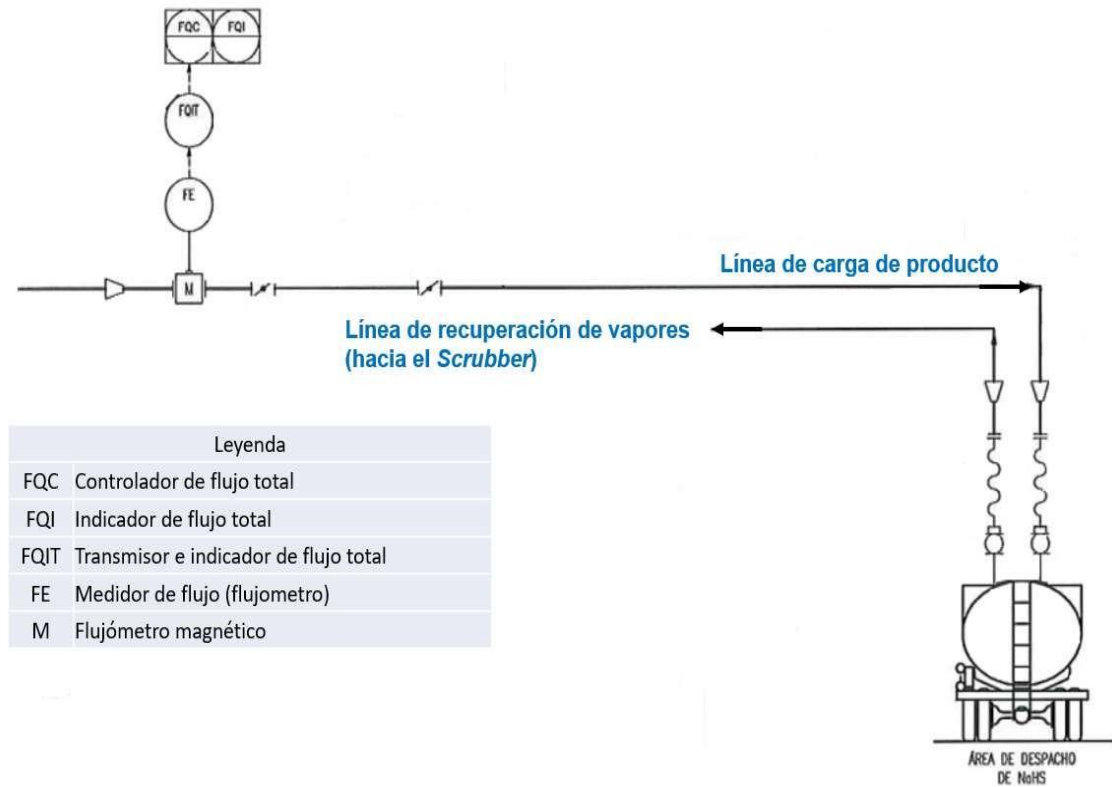 FQC FQI
FQIT
FE
M
Línea de carga de producto
Línea de recuperación de vapores
(hacia el Scrubber)
Leyenda
FQC Controlador de flujo total
FQI Indicador de flujo total
FQIT Transmisor e indicador de flujo total
FE Medidor de flujo (flujometro)
M Flujómetro magnético
ÁREA DE DESPACHO
DE NaHS